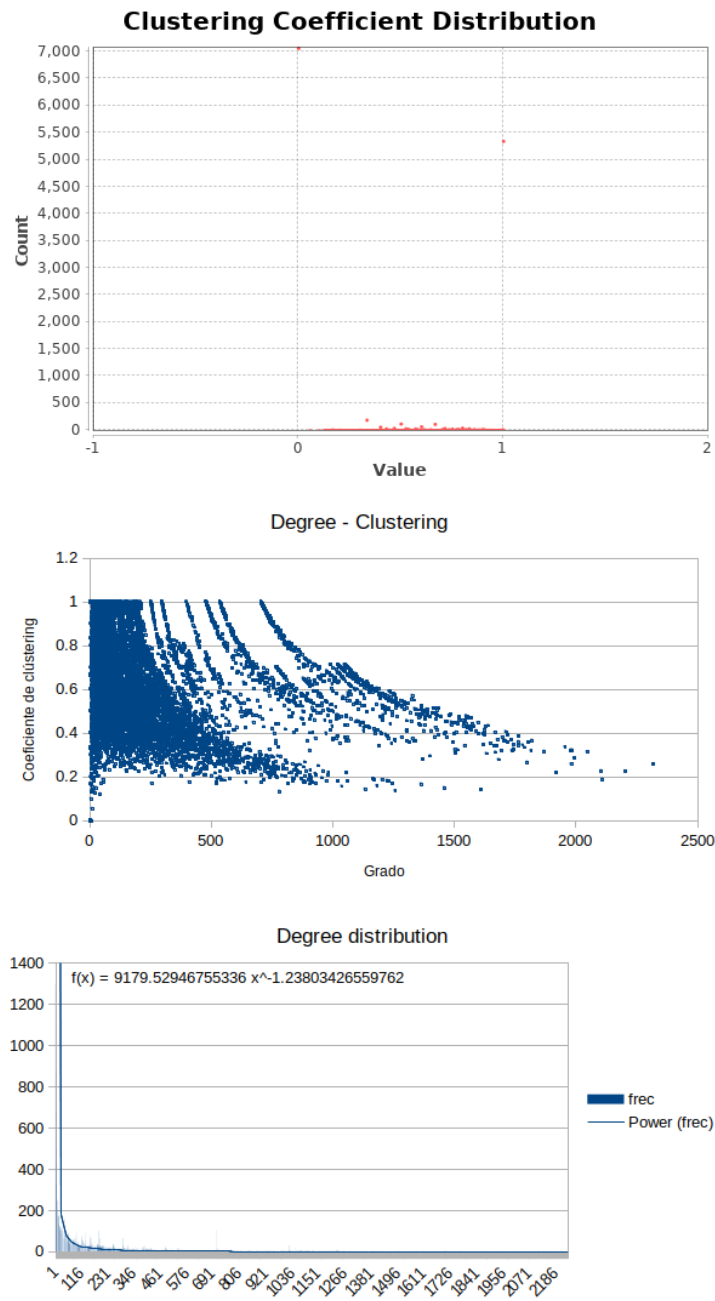 Clustering Coefficient Distribution
7,000
6,500
6,000
5,500
5,000
4,500
4,000
3,500
3,000
2,500
2,000
1,500
1,000
500
0
Count
-1 0 1 2
Value
Degree - Clustering
1.2
1
0.8
0.6
0.4
0.2
0
Coeficiente de clustering
0 500 1000 1500 2000 2500
Grado
Degree distribution
1400
f(x) = 9179.52946755336 x^-1.23803426559762
1200
1000
800
600
400
200
0
frec
Power (frec)
1 116 231 346 461 576 691 806 921 1036 1151 1266 1381 1496 1611 1726 1841 1956 2071 2186